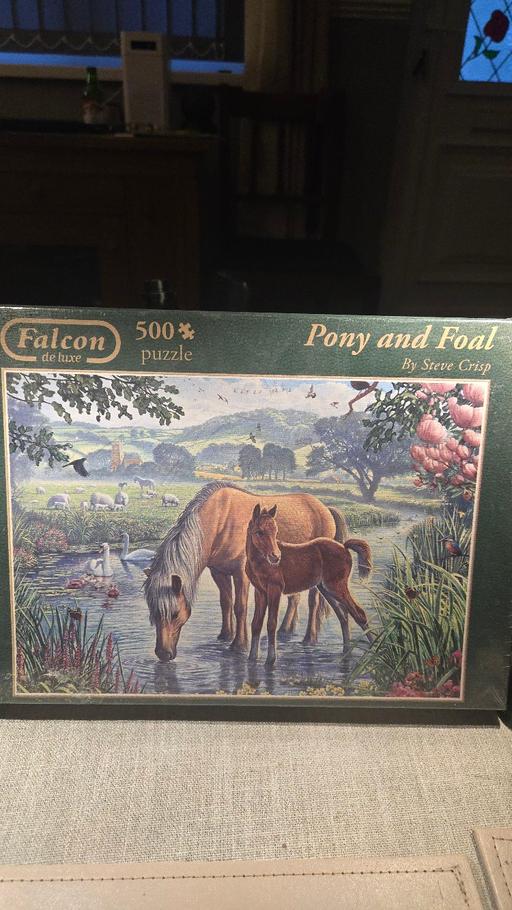 Falcon
de luxe
500
puzzle
Pony and Foal
By Steve Crisp